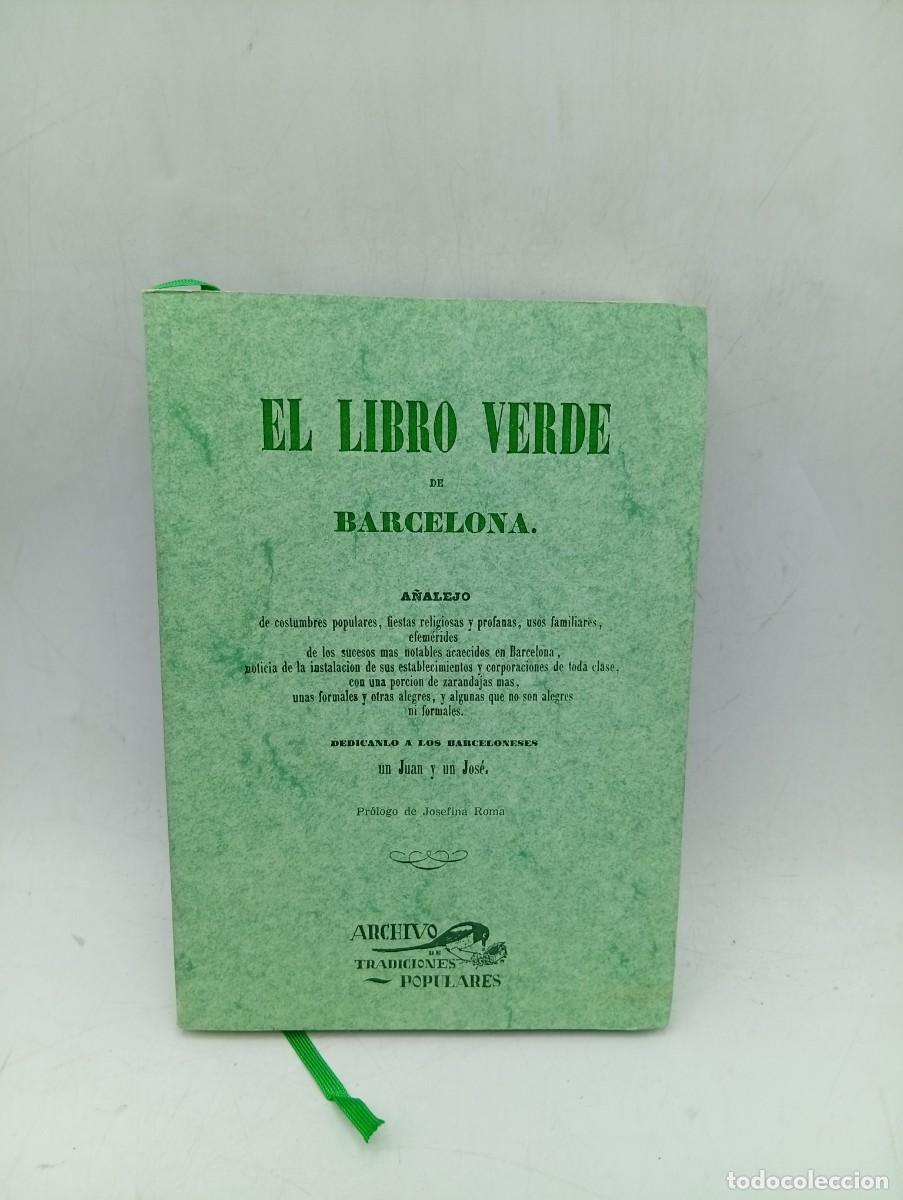 EL LIBRO VERDE
DE
BARCELONA.
AÑALEJO
de costumbres populares, fiestas religiosas y profanas, usos familiares,
efemérides
de los sucesos mas notables acaecidos en Barcelona,
noticia de la instalacion de sus establecimientos y corporaciones de toda clase,
con una porcion de zarandajas mas,
unas formales y otras alegres, y algunas que no son alegres
ni formales.
DEDICANLO A LOS BARCELONESES
un Juan y un José.
Prólogo de Josefina Roma
ARCHIVO
DE
TRADICIONES
POPULARES
todocoleccion